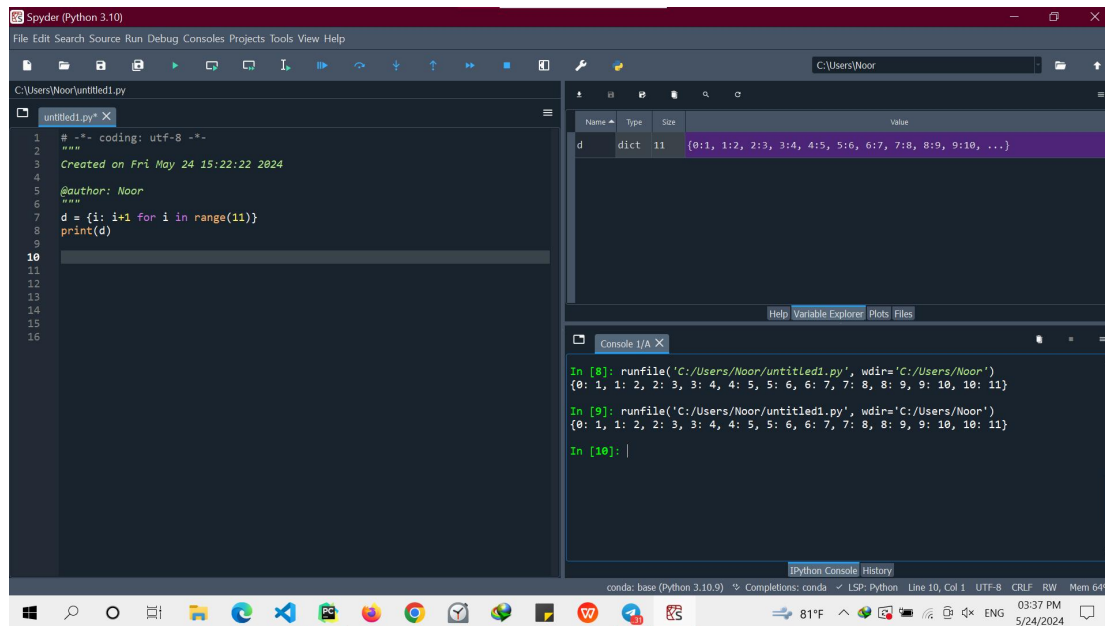 Spyder (Python 3.10)
File Edit Search Source Run Debug Consoles Projects Tools View Help
C:\Users\Noor
C:\Users\Noor\untitled1.py
untitled1.py*
1 # -*- coding: utf-8 -*-
2 """
3 Created on Fri May 24 15:22:22 2024
4
5 @author: Noor
6 """
7 d = {i: i+1 for i in range(11)}
8 print(d)
9
10
11
12
13
14
15
16
Name Type Size Value
d dict 11 {0:1, 1:2, 2:3, 3:4, 4:5, 5:6, 6:7, 7:8, 8:9, 9:10, ...}
Help Variable Explorer Plots Files
Console 1/A
In [8]: runfile('C:/Users/Noor/untitled1.py', wdir='C:/Users/Noor')
{0: 1, 1: 2, 2: 3, 3: 4, 4: 5, 5: 6, 6: 7, 7: 8, 8: 9, 9: 10, 10: 11}
In [9]: runfile('C:/Users/Noor/untitled1.py', wdir='C:/Users/Noor')
{0: 1, 1: 2, 2: 3, 3: 4, 4: 5, 5: 6, 6: 7, 7: 8, 8: 9, 9: 10, 10: 11}
In [10]:
IPython Console History
conda: base (Python 3.10.9) Completions: conda LSP: Python Line 10, Col 1 UTF-8 CRLF RW Mem 64%
81°F ENG 03:37 PM
5/24/2024